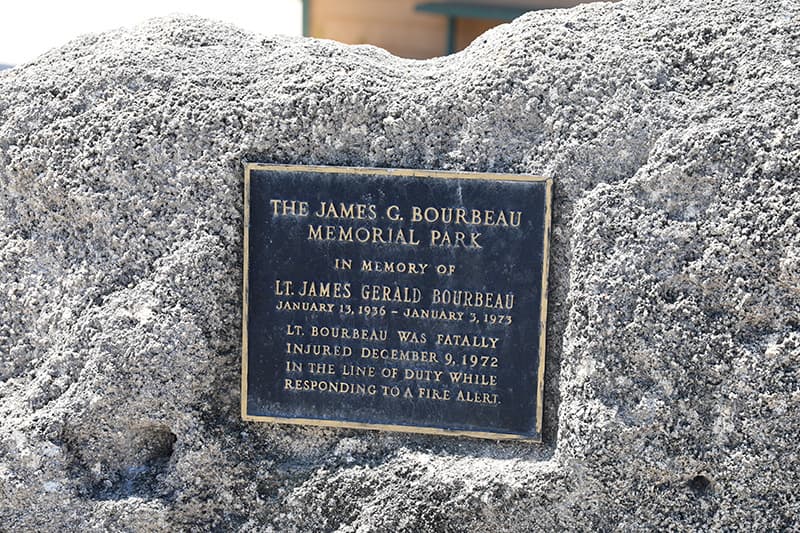 THE JAMES G. BOURBEAU
MEMORIAL PARK
IN MEMORY OF
LT. JAMES GERALD BOURBEAU
JANUARY 13, 1936 – JANUARY 3, 1973
LT. BOURBEAU WAS FATALLY
INJURED DECEMBER 9, 1972
IN THE LINE OF DUTY WHILE
RESPONDING TO A FIRE ALERT.